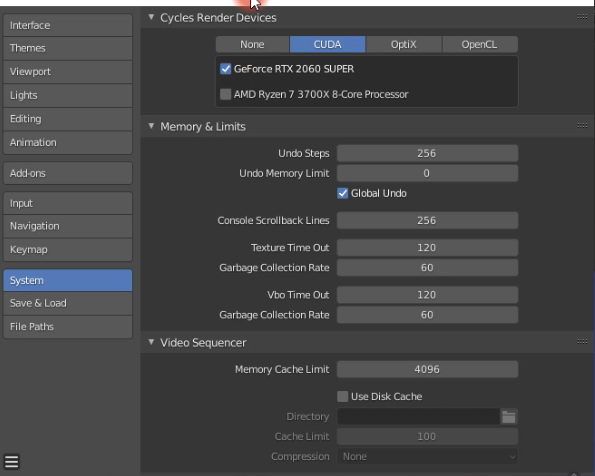 Interface
Themes
Viewport
Lights
Editing
Animation
Add-ons
Input
Navigation
Keymap
System
Save & Load
File Paths
Cycles Render Devices
None CUDA OptiX OpenCL
GeForce RTX 2060 SUPER
AMD Ryzen 7 3700X 8-Core Processor
Memory & Limits
Undo Steps 256
Undo Memory Limit 0
Global Undo
Console Scrollback Lines 256
Texture Time Out 120
Garbage Collection Rate 60
Vbo Time Out 120
Garbage Collection Rate 60
Video Sequencer
Memory Cache Limit 4096
Use Disk Cache
Directory
Cache Limit 100
Compression None